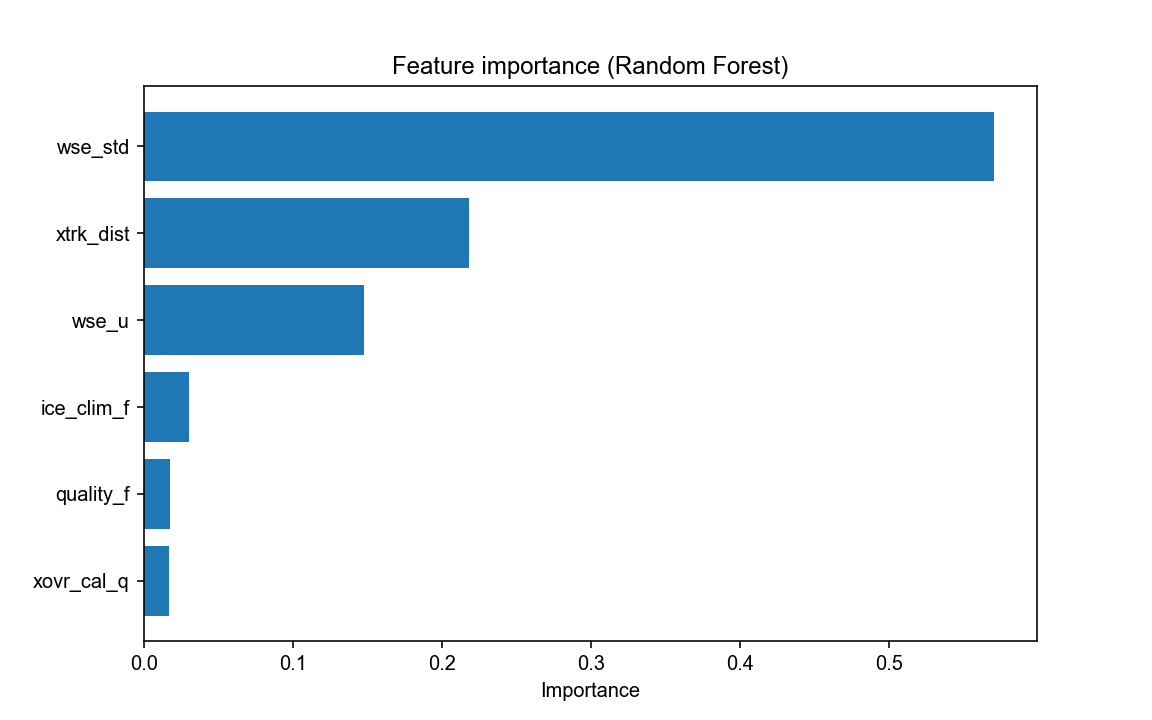 Feature importance (Random Forest)
wse_std
xtrk_dist
wse_u
ice_clim_f
quality_f
xovr_cal_q
0.0 0.1 0.2 0.3 0.4 0.5
Importance